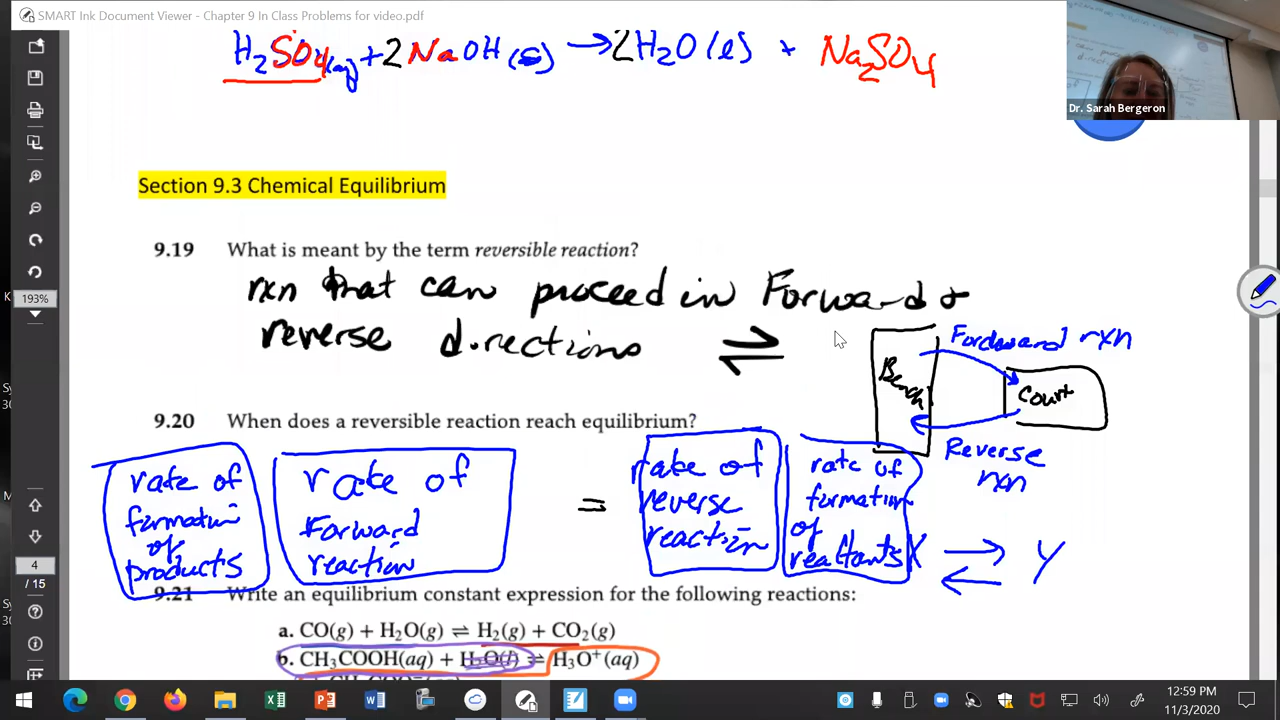 SMART Ink Document Viewer - Chapter 9 In Class Problems for video.pdf
H₂SO₄(aq) + 2NaOH(s) → 2H₂O(l) + Na₂SO₄
Dr. Sarah Bergeron
Section 9.3 Chemical Equilibrium
9.19 What is meant by the term reversible reaction?
rxn that can proceed in Forward &
reverse directions ⇌
Bench
Court
Forward rxn
Reverse
rxn
193%
9.20 When does a reversible reaction reach equilibrium?
rate of
formation
of
products
rate of
Forward
reaction
=
rate of
reverse
reaction
rate of
formation
of
reactants
X ⇌ Y
4
/ 15
9.21 Write an equilibrium constant expression for the following reactions:
a. CO(g) + H₂O(g) ⇌ H₂(g) + CO₂(g)
b. CH₃COOH(aq) + H₂O(l) ⇌ H₃O⁺(aq)
12:59 PM
11/3/2020